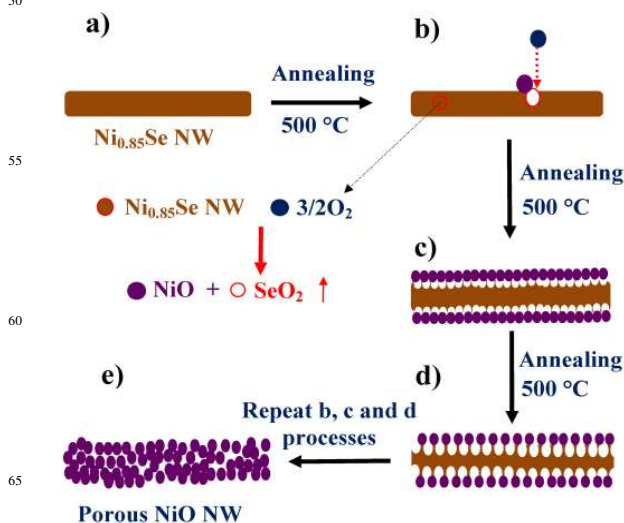 50
a)
b)
Annealing
500 °C
Ni0.85Se NW
55
Annealing
500 °C
Ni0.85Se NW 3/2O2
c)
NiO + SeO2 ↑
60
Annealing
500 °C
e)
d)
Repeat b, c and d
processes
65
Porous NiO NW